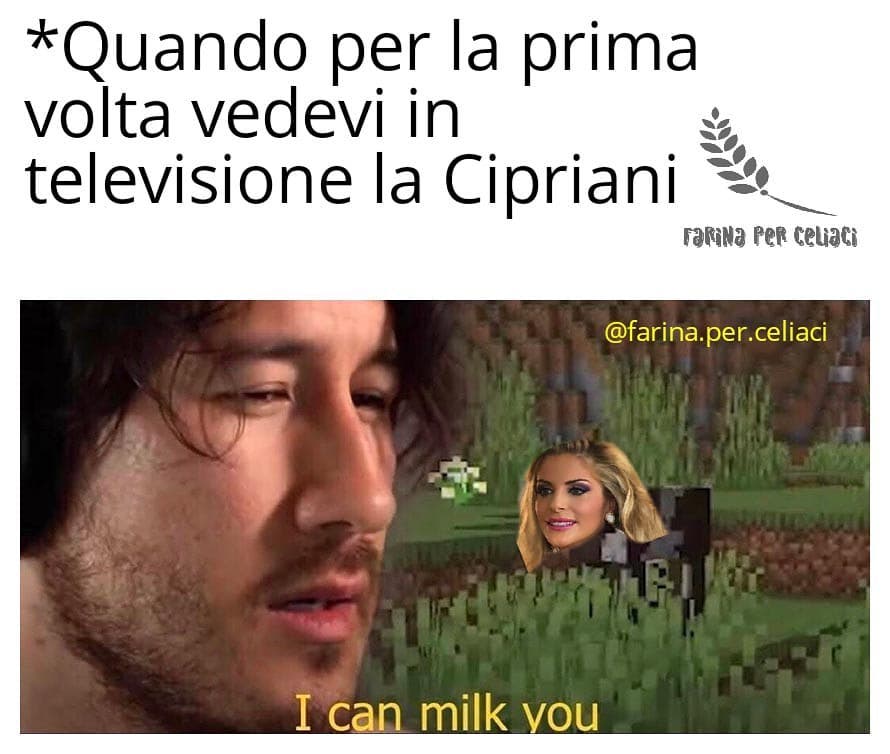 *Quando per la prima
volta vedevi in
televisione la Cipriani
FARINA PER CELIACI
@farina.per.celiaci
I can milk you